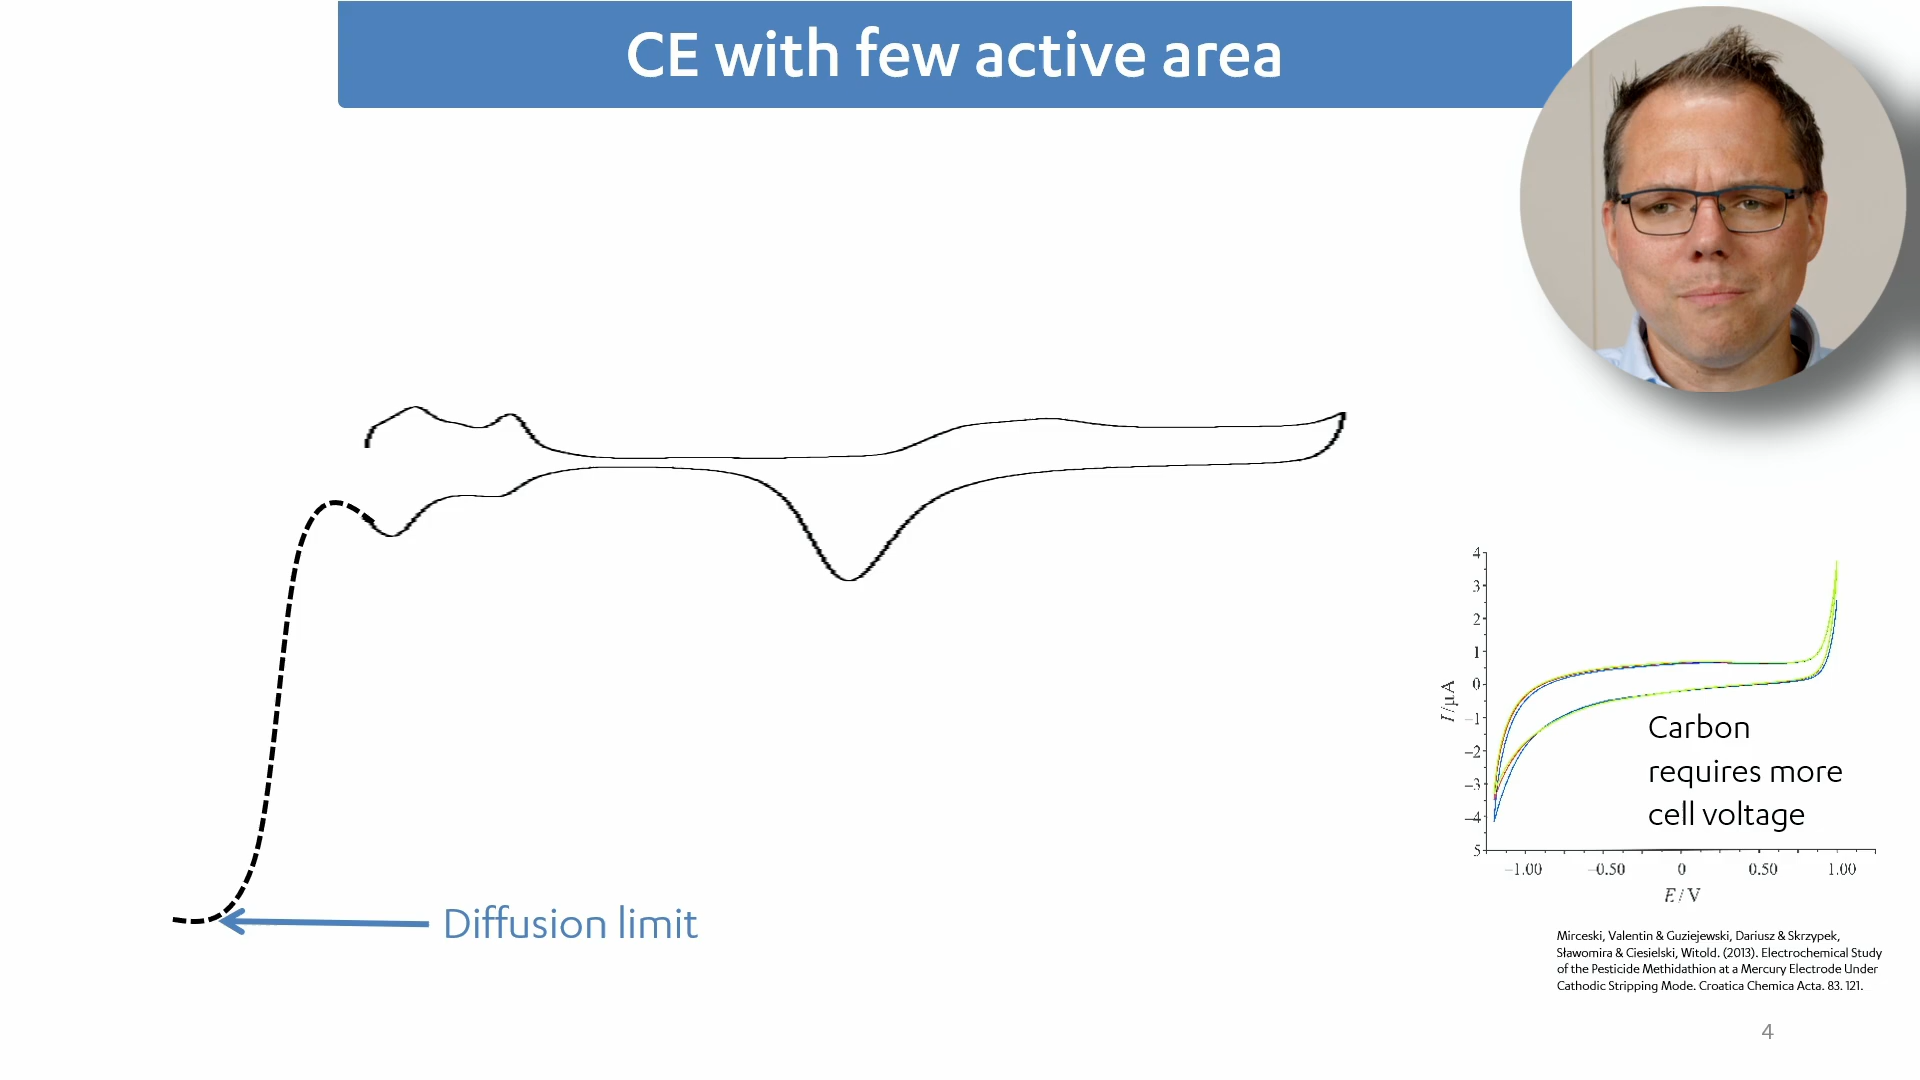 CE with few active area
4
3
2
1
0
−1
−2
−3
−4
5
I/µA
−1.00 −0.50 0 0.50 1.00
E/V
Carbon
requires more
cell voltage
Diffusion limit
Mirceski, Valentin & Guziejewski, Dariusz & Skrzypek,
Sławomira & Ciesielski, Witold. (2013). Electrochemical Study
of the Pesticide Methidathion at a Mercury Electrode Under
Cathodic Stripping Mode. Croatica Chemica Acta. 83. 121.
4